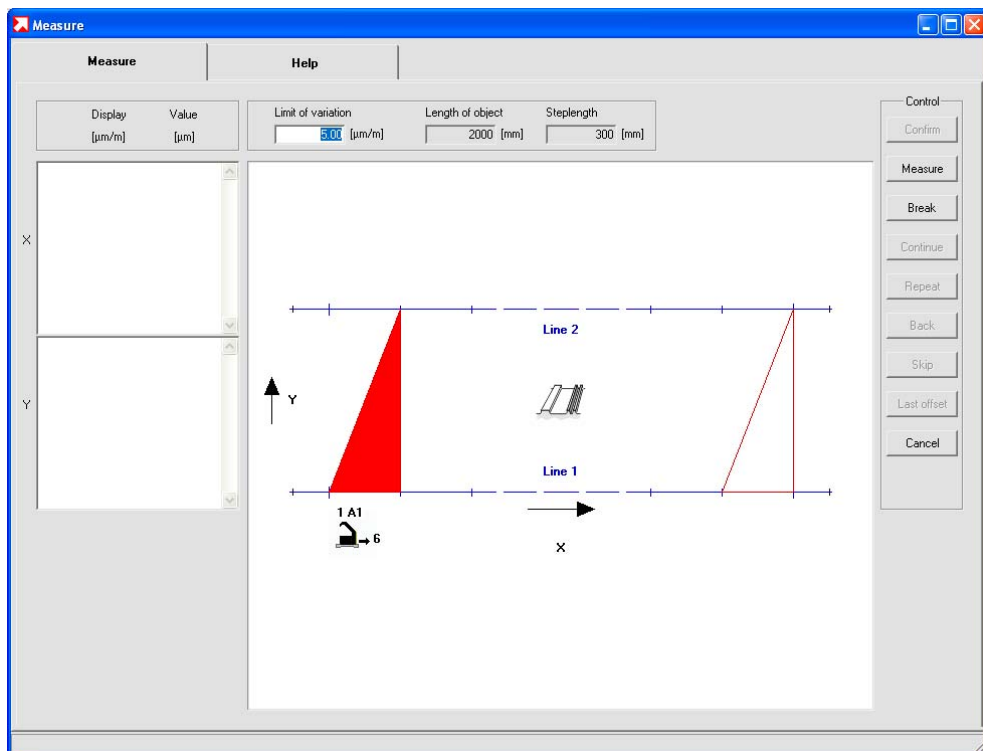 Measure
Measure
Help
Display
[µm/m]
Value
[µm]
Limit of variation
5.00 [µm/m]
Length of object
2000 [mm]
Steplength
300 [mm]
X
Y
Line 2
Y
Line 1
1 A1
6
X
Control
Confirm
Measure
Break
Continue
Repeat
Back
Skip
Last offset
Cancel